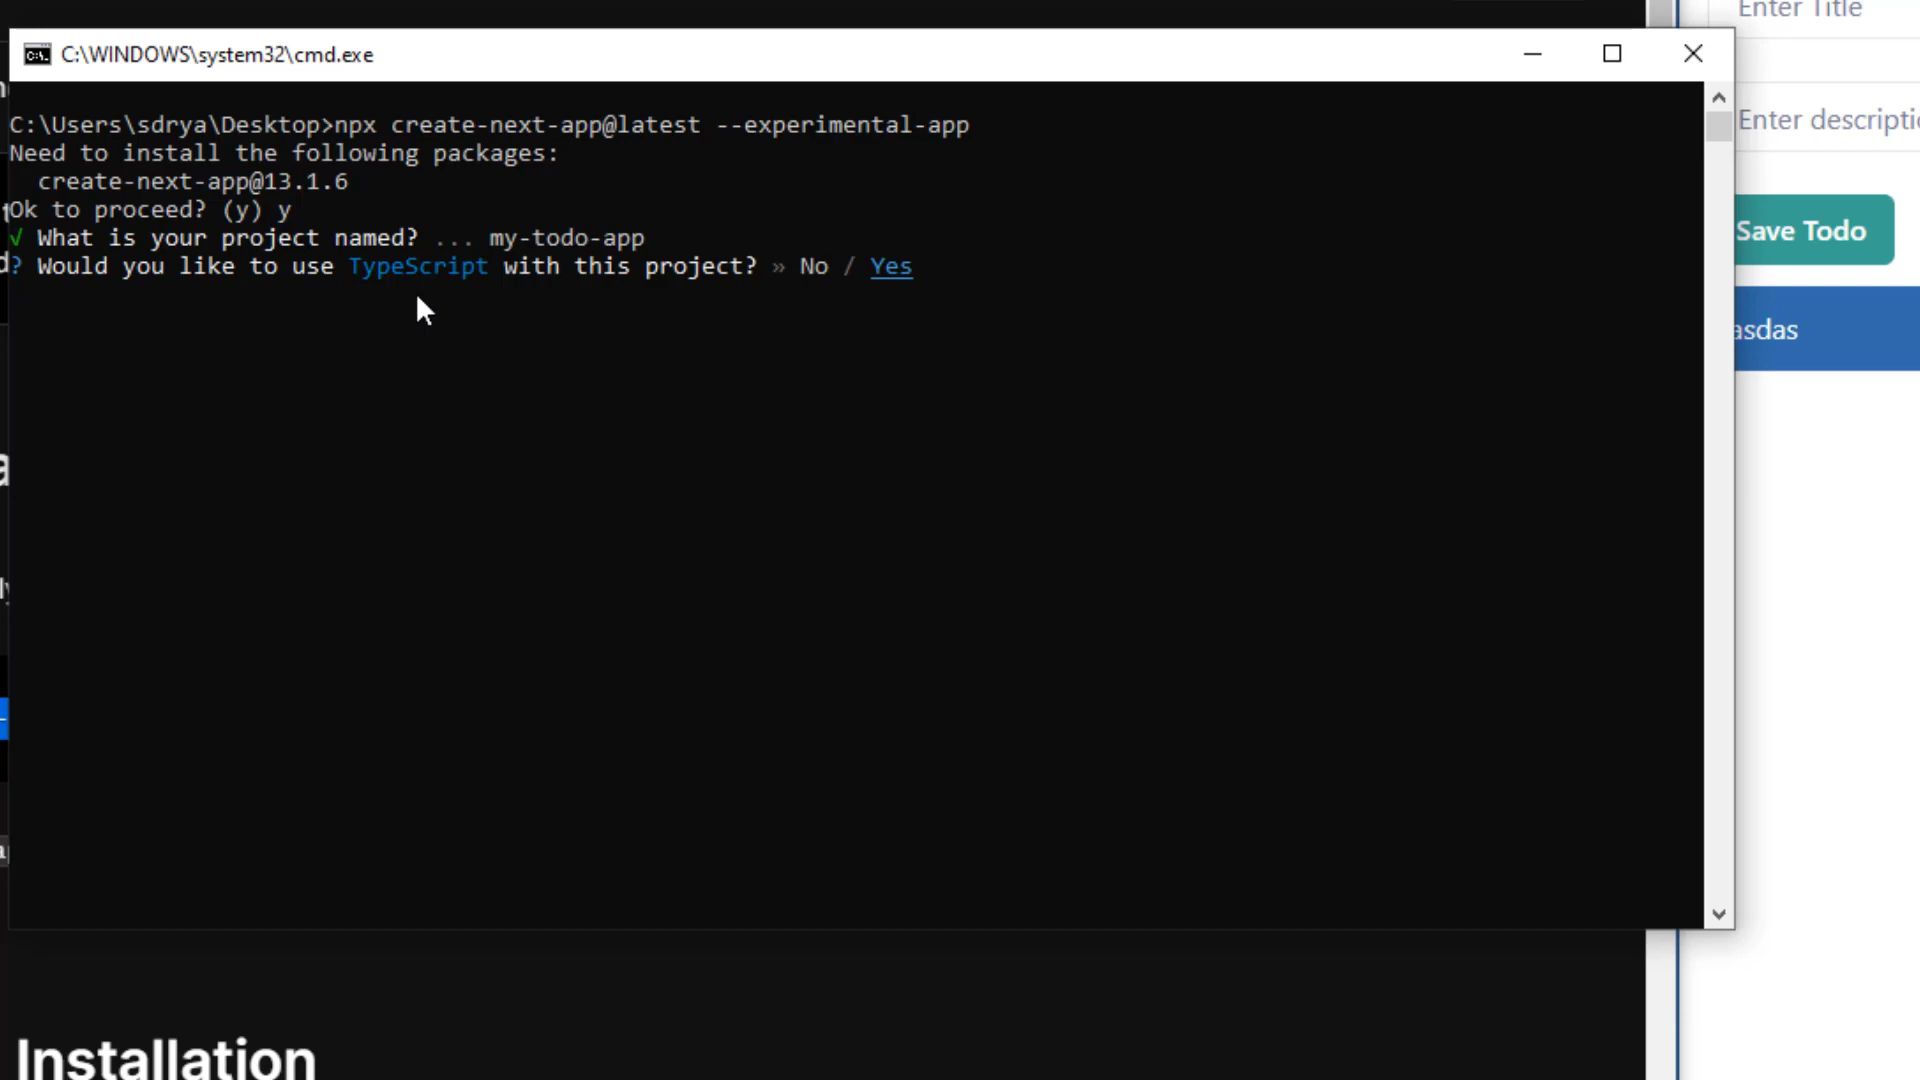 Enter Title
C:\WINDOWS\system32\cmd.exe
C:\Users\sdrya\Desktop>npx create-next-app@latest --experimental-app
Need to install the following packages:
  create-next-app@13.1.6
Ok to proceed? (y) y
√ What is your project named? ... my-todo-app
? Would you like to use TypeScript with this project? » No / Yes
Enter
Save Todo
asdas
Installation